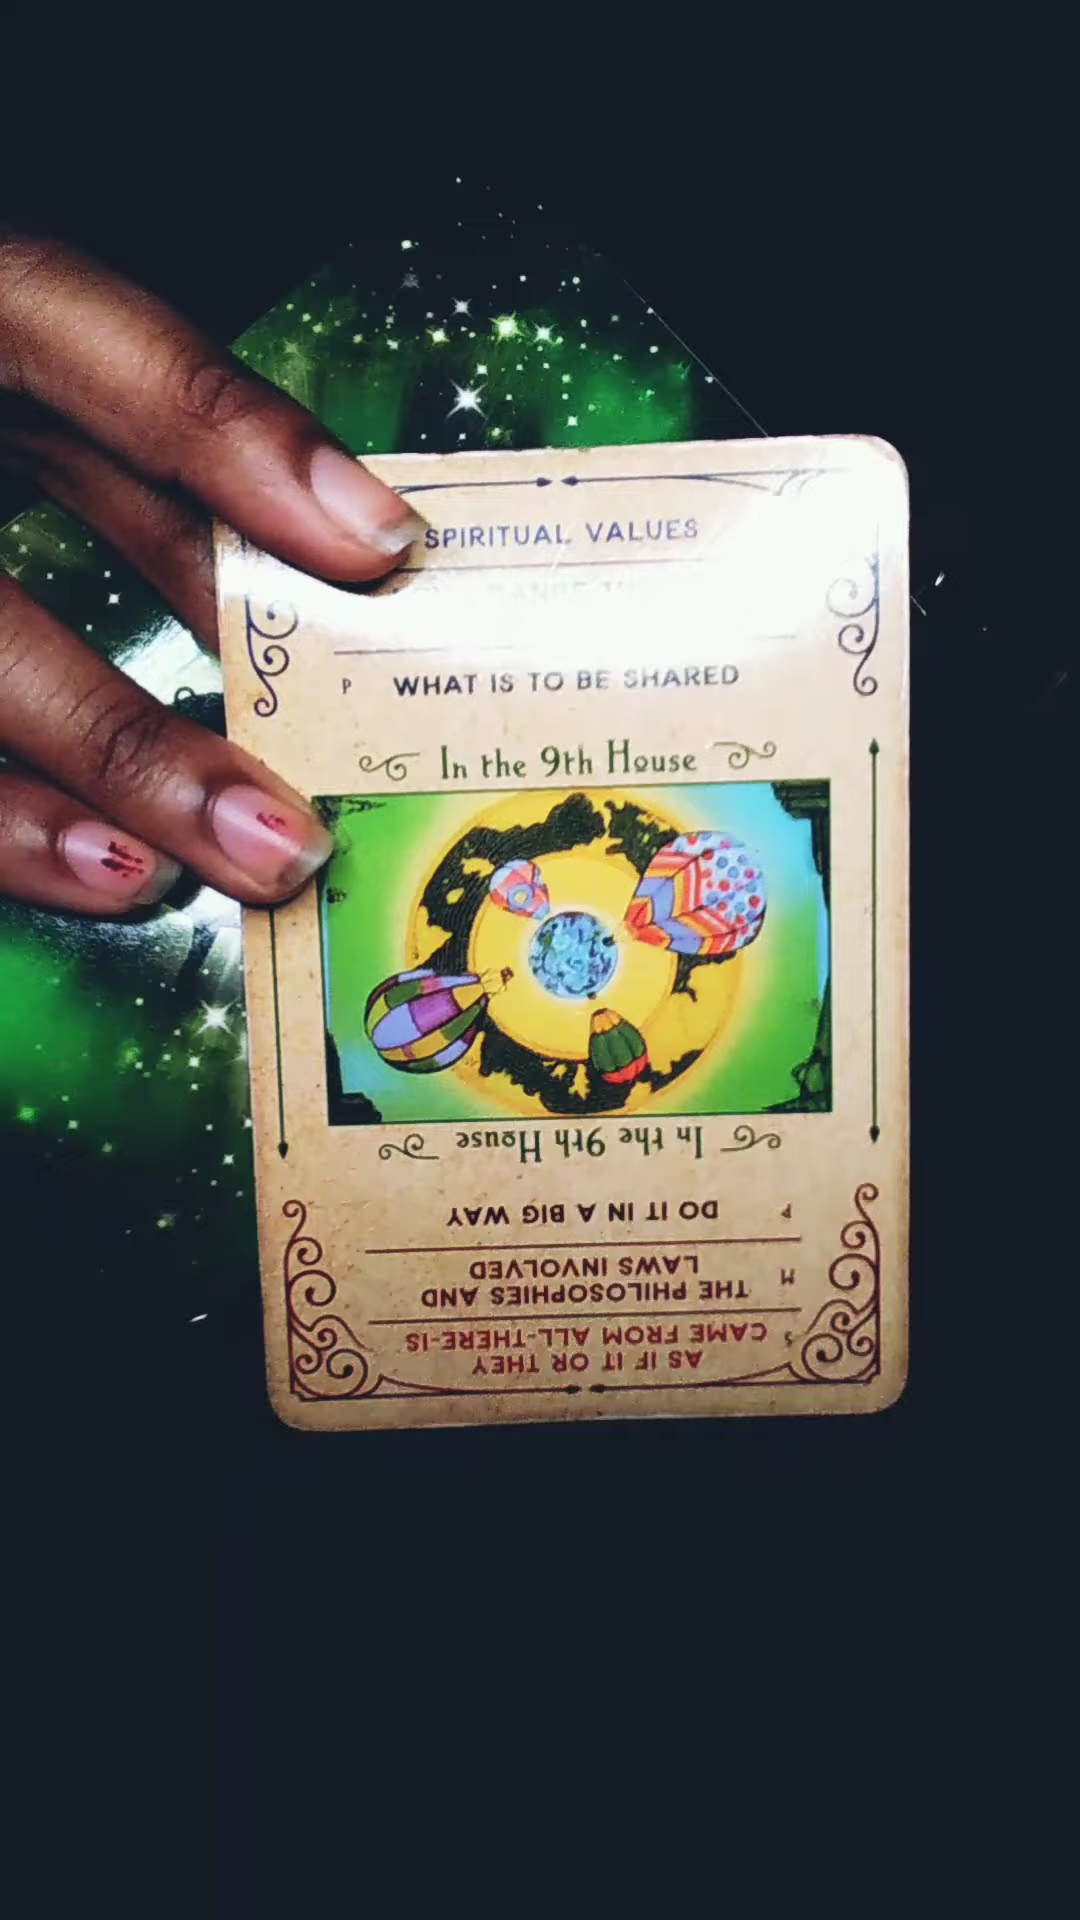 SPIRITUAL VALUES
P WHAT IS TO BE SHARED
In the 9th House
In the 9th House
P DO IT IN A BIG WAY
M THE PHILOSOPHIES AND
LAWS INVOLVED
S AS IF IT OR THEY
CAME FROM ALL-THERE-IS